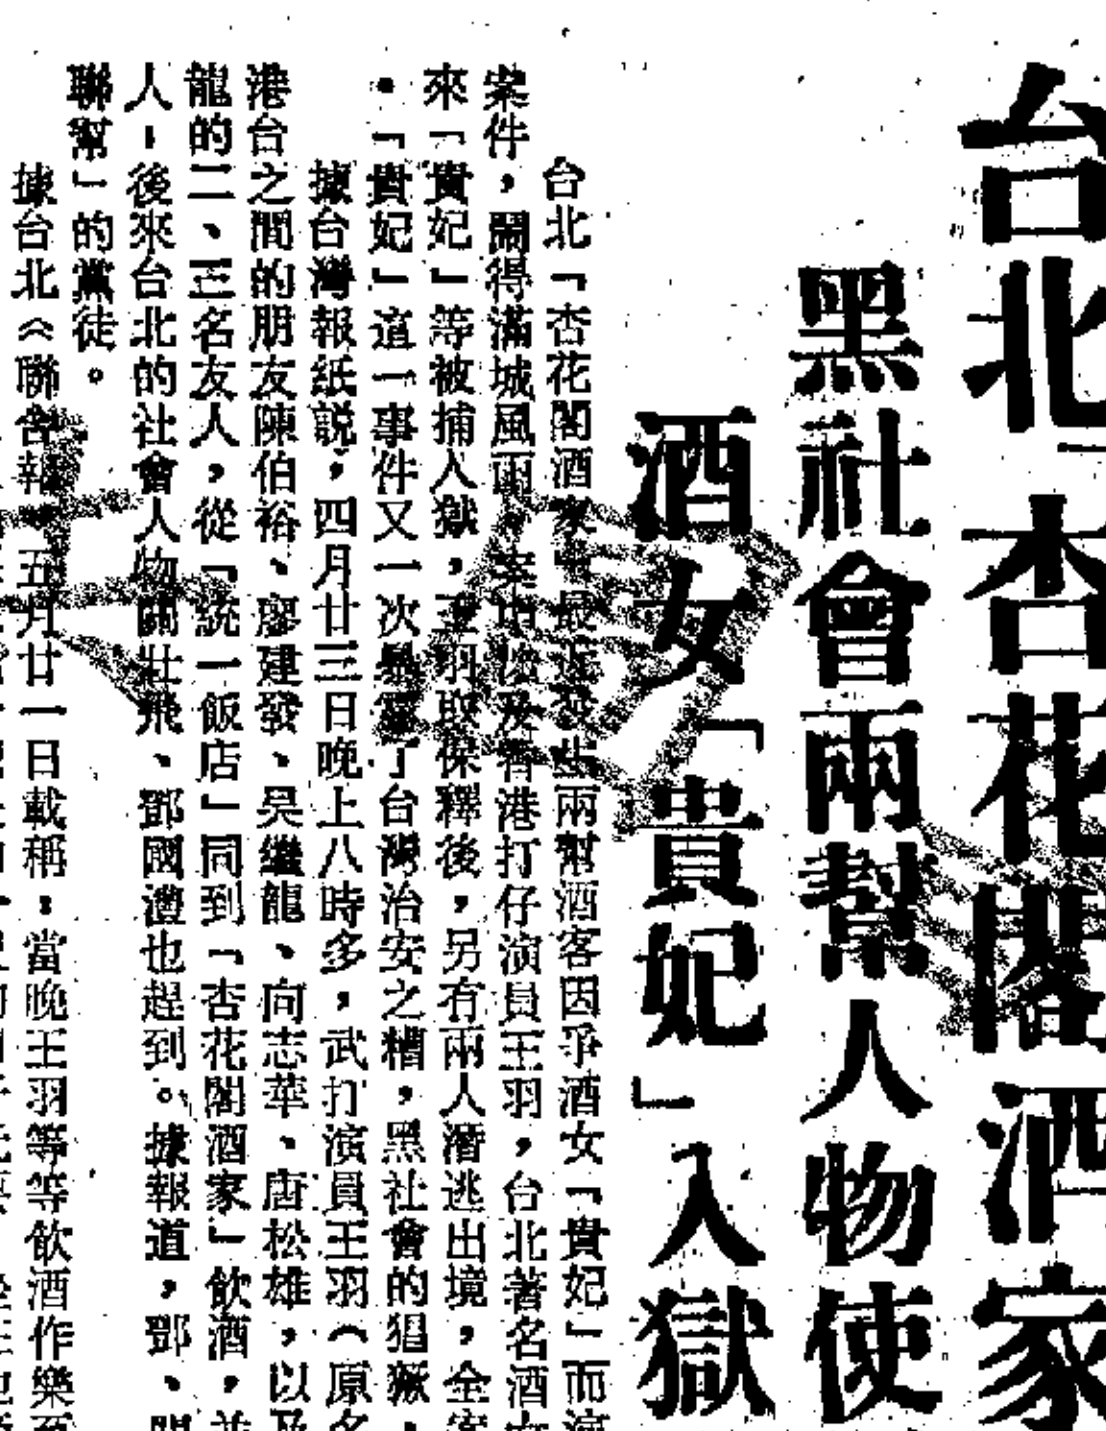 台北「杏花閣酒家
黑社會兩幫人物使
酒女「貴妃」入獄
台北「杏花閣酒家最近發生兩幫酒客因爭酒女「貴妃」而演
案件,鬧得滿城風雨。案中涉及香港打仔演員王羽,台北著名酒女
來「貴妃」等被捕入獄,王羽取保釋後,另有兩人潛逃出境,全案
。「貴妃」這一事件又一次暴露了台灣治安之糟,黑社會的猖獗,
據台灣報紙說,四月廿三日晚上八時多,武打演員王羽(原名
港台之間的朋友陳伯裕、廖建發、吳繼龍、向志華、唐松雄,以及
龍的二、三名友人,從「統一飯店」同到「杏花閣酒家」飲酒,並
人,後來台北的社會人物關壯飛、鄧國澧也趕到。據報道,鄧、關
聯幫」的黨徒。
據台北《聯合報》五月廿一日載稱:當晚王羽等等飲酒作樂至